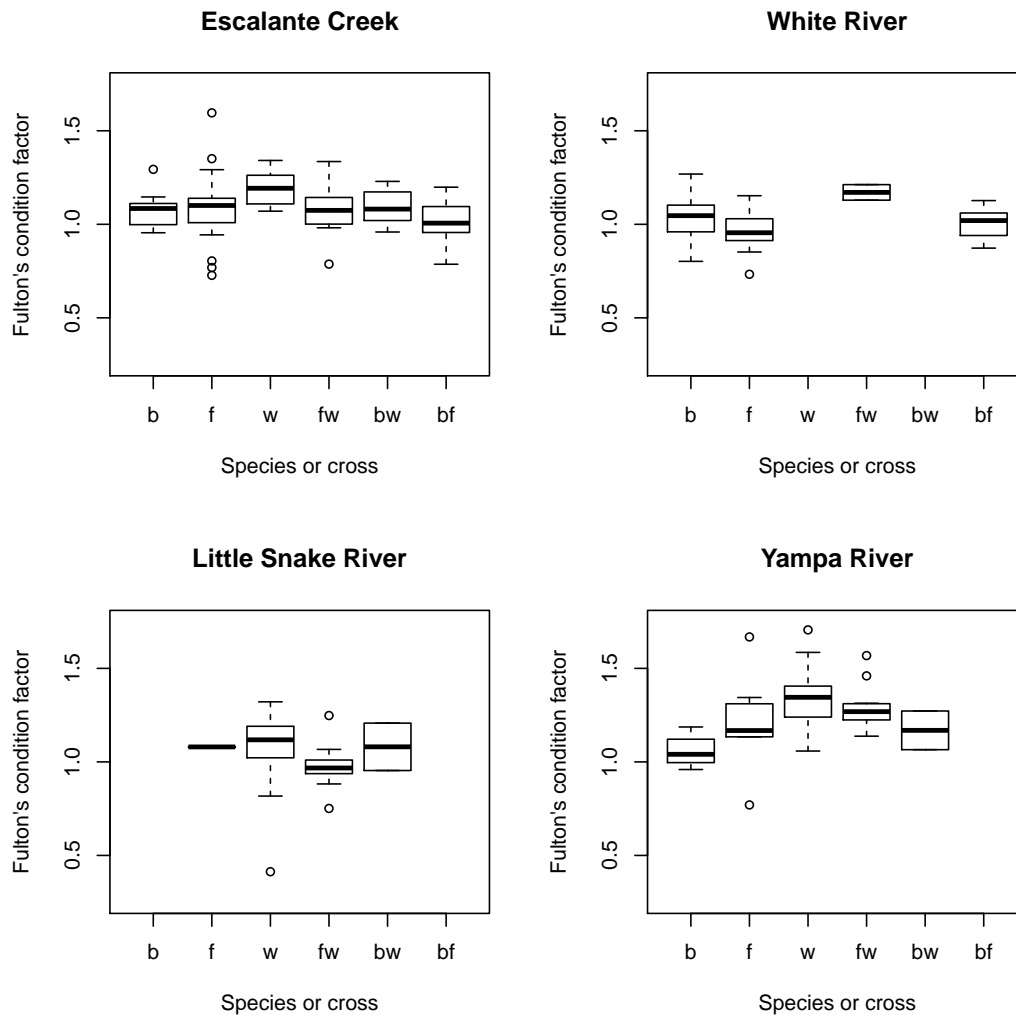 Escalante Creek
Fulton's condition factor
1.5
1.0
0.5
b f w fw bw bf
Species or cross
White River
Fulton's condition factor
1.5
1.0
0.5
b f w fw bw bf
Species or cross
Little Snake River
Fulton's condition factor
1.5
1.0
0.5
b f w fw bw bf
Species or cross
Yampa River
Fulton's condition factor
1.5
1.0
0.5
b f w fw bw bf
Species or cross